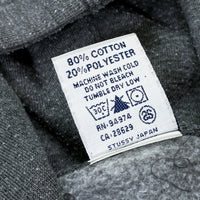 80% COTTON
20% POLYESTER
MACHINE WASH COLD
DO NOT BLEACH
TUMBLE DRY LOW
30°C
RN-94974
CA-28629
STUSSY JAPAN